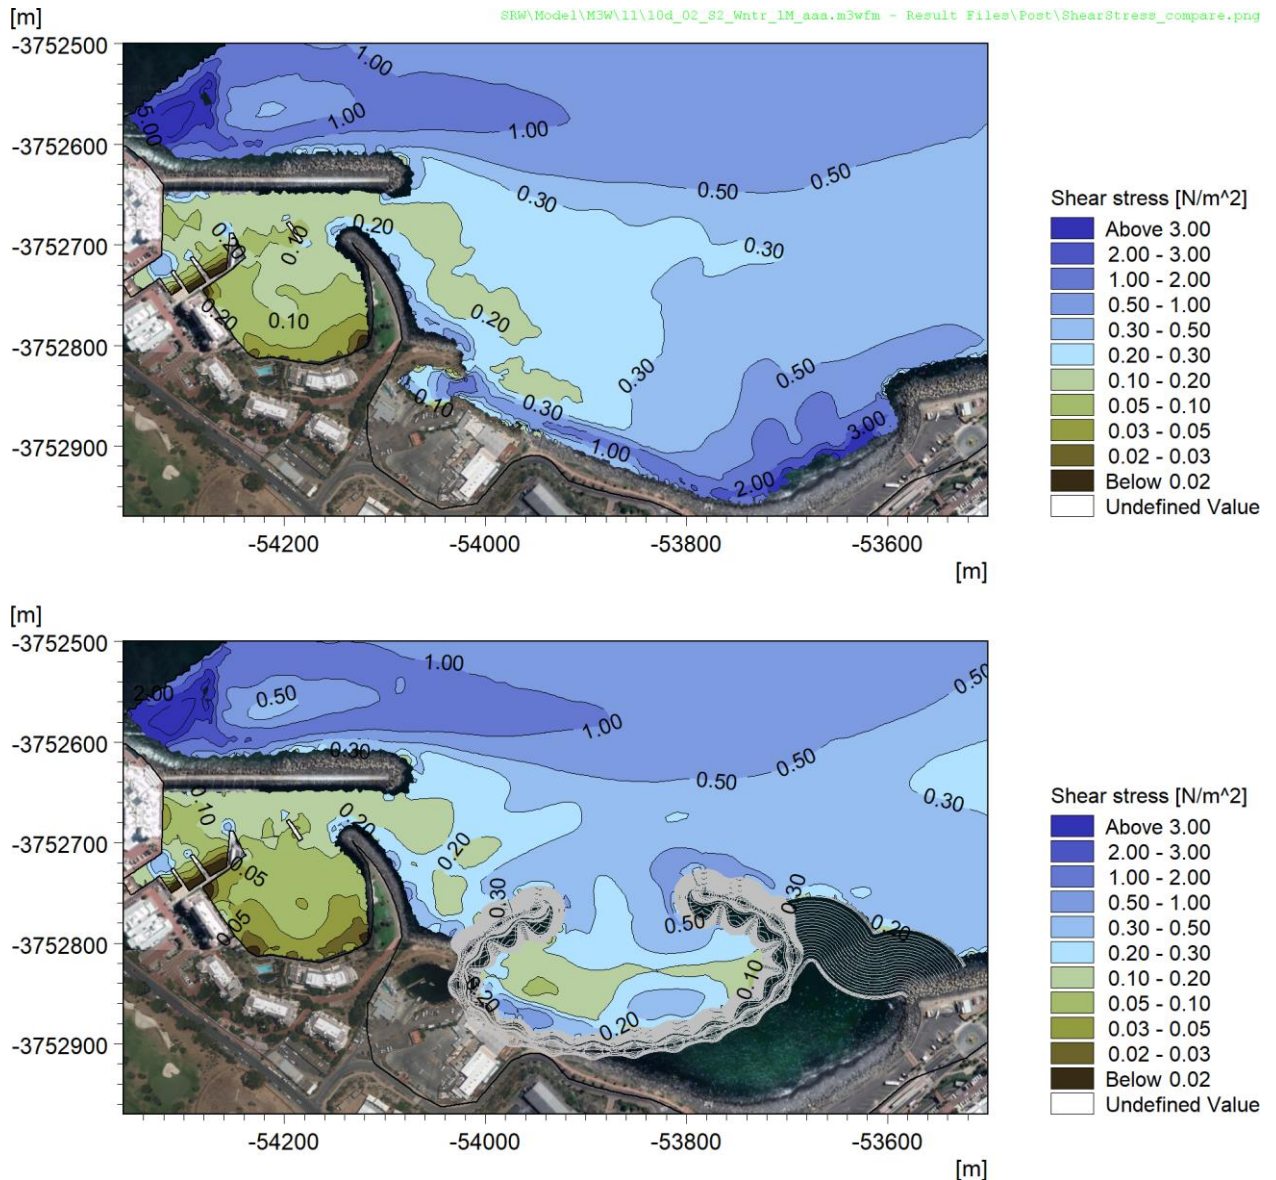 SRW\Model\M3W\11\10d_02_S2_Wntr_1M_aaa.m3wfm - Result Files\Post\ShearStress_compare.png
[m]
-3752500
-3752600
-3752700
-3752800
-3752900
-54200 -54000 -53800 -53600
[m]
1.00
5.00
1.00
1.00
0.50
0.50
0.30
0.30
0.20
0.20
0.10
0.20
0.10
0.20
0.30
0.50
0.10
0.30
1.00
3.00
2.00
Shear stress [N/m^2]
Above 3.00
2.00 - 3.00
1.00 - 2.00
0.50 - 1.00
0.30 - 0.50
0.20 - 0.30
0.10 - 0.20
0.05 - 0.10
0.03 - 0.05
0.02 - 0.03
Below 0.02
Undefined Value
[m]
-3752500
-3752600
-3752700
-3752800
-3752900
-54200 -54000 -53800 -53600
[m]
1.00
2.00
0.50
0.50
1.00
0.30
0.50
0.50
0.30
0.10
0.20
0.20
0.05
0.30
0.30
0.05
0.50
0.20
0.10
0.20
0.20
Shear stress [N/m^2]
Above 3.00
2.00 - 3.00
1.00 - 2.00
0.50 - 1.00
0.30 - 0.50
0.20 - 0.30
0.10 - 0.20
0.05 - 0.10
0.03 - 0.05
0.02 - 0.03
Below 0.02
Undefined Value